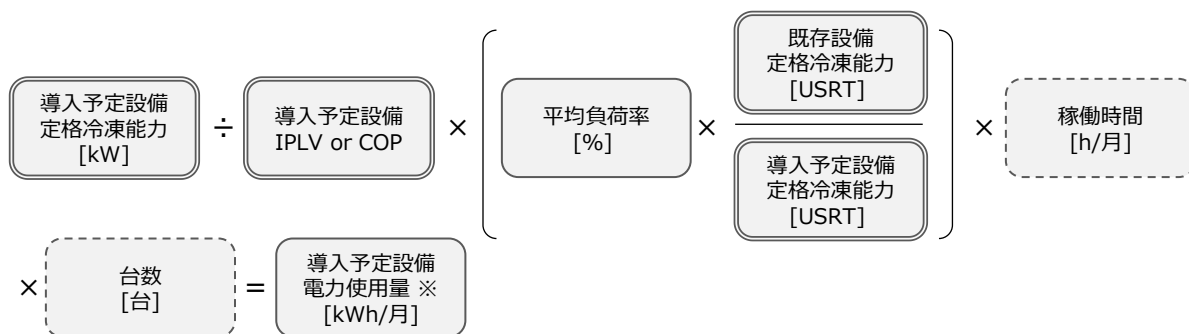 導入予定設備
定格冷凍能力
[kW]
÷
導入予定設備
IPLV or COP
×
平均負荷率
[%]
×
既存設備
定格冷凍能力
[USRT]
導入予定設備
定格冷凍能力
[USRT]
×
稼働時間
[h/月]
×
台数
[台]
=
導入予定設備
電力使用量 ※
[kWh/月]